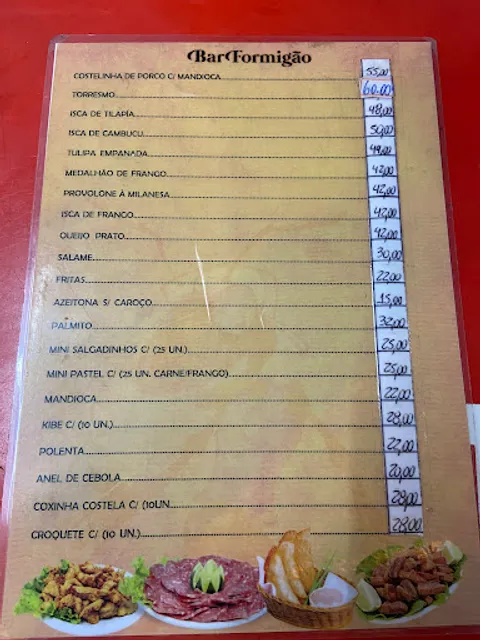 Bar Formigão
COSTELINHA DE PORCO C/ MANDIOCA 55,00
TORRESMO 60.00
ISCA DE TILAPÍA 48,00
ISCA DE CAMBUCU 50,00
TULIPA EMPANADA 49,00
MEDALHÃO DE FRANGO 42,00
PROVOLONE À MILANESA 42,00
ISCA DE FRANGO 42,00
QUEIJO PRATO 42,00
SALAME 30,00
FRITAS 22,00
AZEITONA S/ CAROÇO 15,00
PALMITO 32,00
MINI SALGADINHOS C/ (25 UN.) 25,00
MINI PASTEL C/ (25 UN. CARNE/FRANGO) 25,00
MANDIOCA 22,00
KIBE C/ (10 UN.) 28,00
POLENTA 22,00
ANEL DE CEBOLA 20,00
COXINHA COSTELA C/ (10UN 28,00
CROQUETE C/ (10 UN.) 28,00